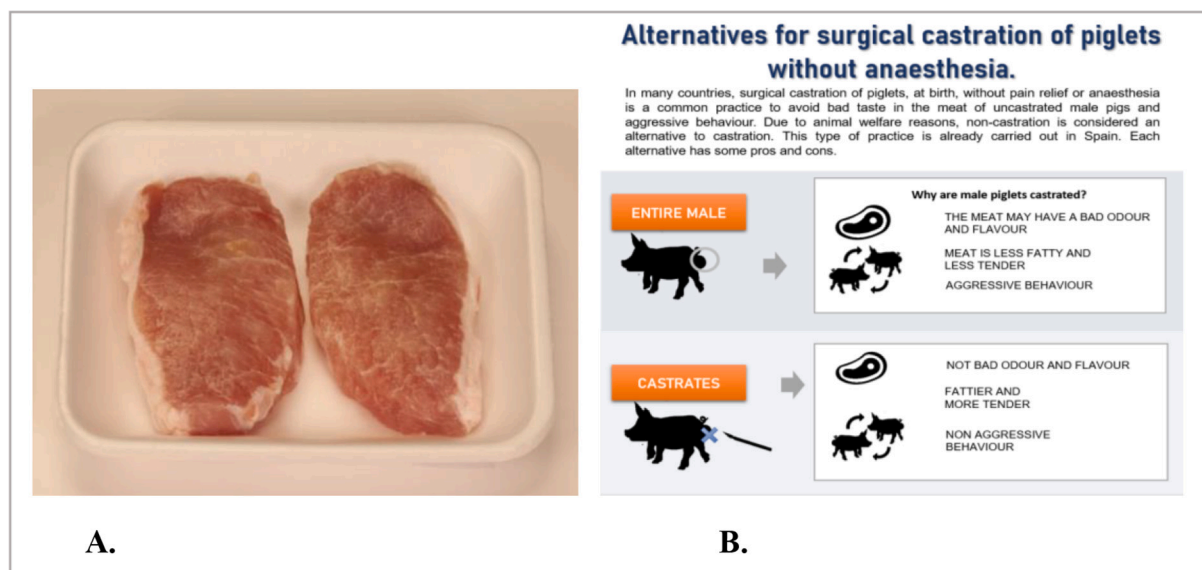 Alternatives for surgical castration of piglets
without anaesthesia.
In many countries, surgical castration of piglets, at birth, without pain relief or anaesthesia
is a common practice to avoid bad taste in the meat of uncastrated male pigs and
aggressive behaviour. Due to animal welfare reasons, non-castration is considered an
alternative to castration. This type of practice is already carried out in Spain. Each
alternative has some pros and cons.
ENTIRE MALE
Why are male piglets castrated?
THE MEAT MAY HAVE A BAD ODOUR
AND FLAVOUR
MEAT IS LESS FATTY AND
LESS TENDER
AGGRESSIVE BEHAVIOUR
CASTRATES
NOT BAD ODOUR AND FLAVOUR
FATTIER AND
MORE TENDER
NON AGGRESSIVE
BEHAVIOUR
A.
B.